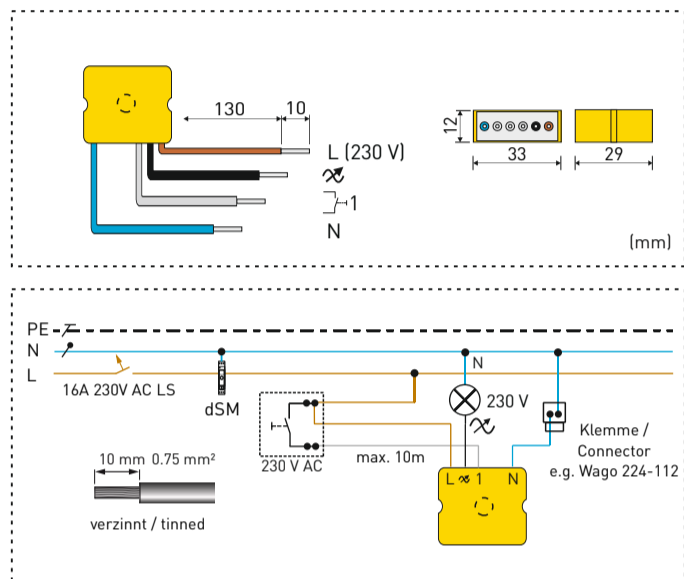 130
10
L (230 V)
1
N
12
33
29
(mm)
PE
N
L
16A 230V AC LS
dSM
N
230 V
230 V AC
max. 10m
Klemme /
Connector
e.g. Wago 224-112
L 1 N
10 mm 0.75 mm²
verzinnt / tinned